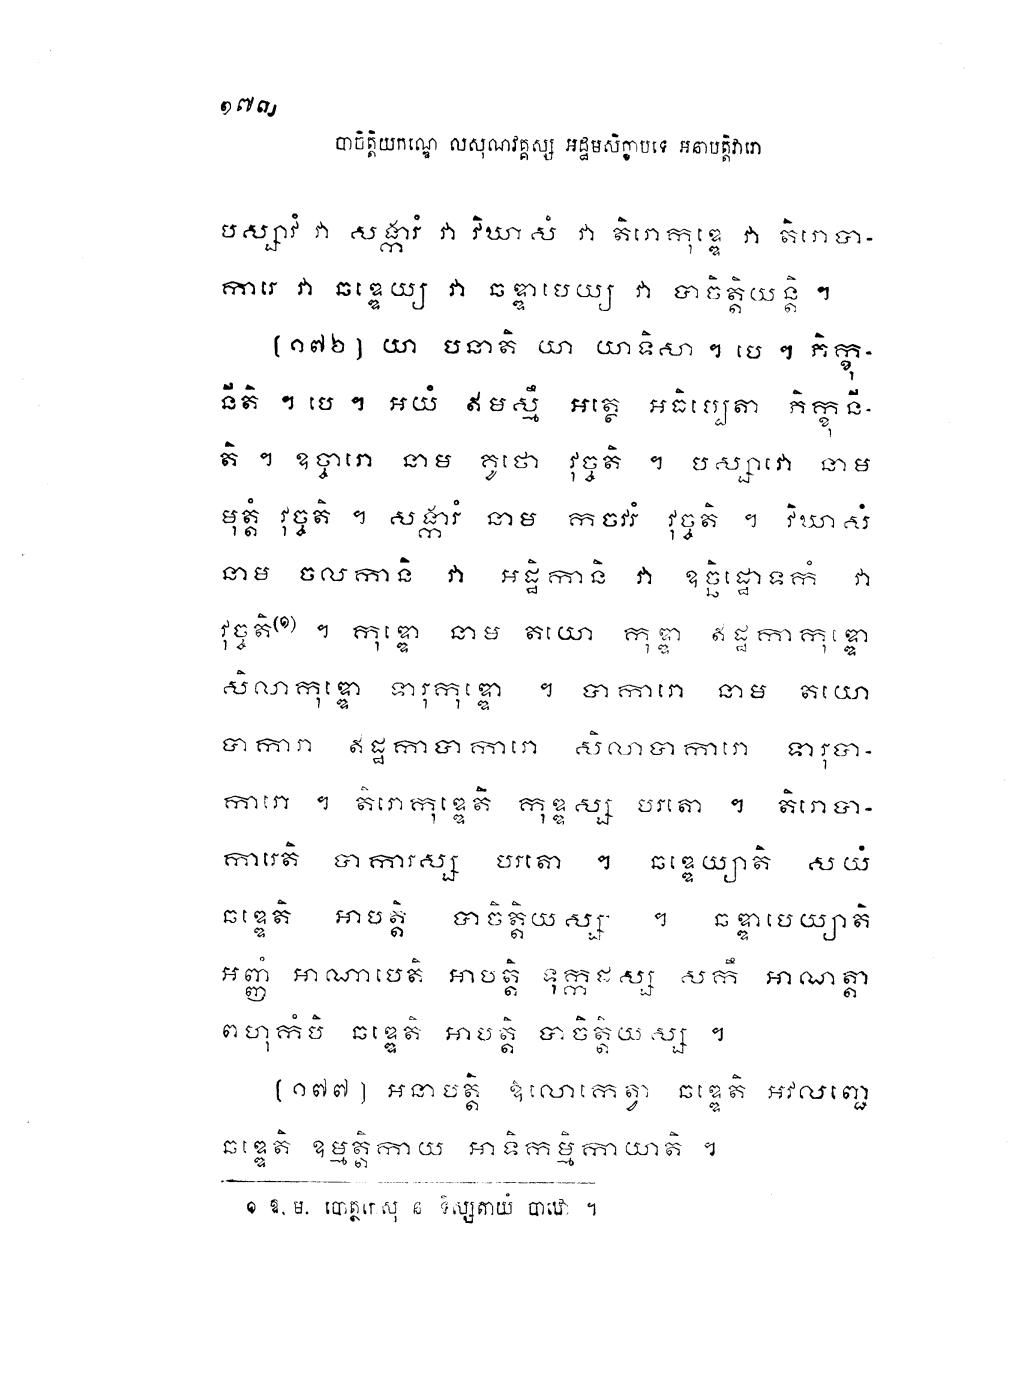 ១៧៣
បាចិត្តិយកណ្ឌេ លសុណវគ្គស្ស អដ្ឋមសិក្ខាបទេ អនាបត្តិវារោ
បស្សាវំ វា សង្ការំ វា វិឃាសំ វា តិរោកុឌ្ឌេ វា តិរោបា-
ការេ វា ឆឌ្ឌេយ្យ វា ឆឌ្ឌាបេយ្យ វា បាចិត្តិយន្តិ ។
(១៧៦) យា បនាតិ យា យាទិសា ។ បេ ។ ភិក្ខុ-
នីតិ ។ បេ ។ អយំ ឥមស្មឹ អត្ថេ អធិប្បេតា ភិក្ខុនី-
តិ ។ ឧច្ចារោ នាម គូថោ វុច្ចតិ ។ បស្សាវោ នាម
មុត្តំ វុច្ចតិ ។ សង្ការំ នាម កចវរំ វុច្ចតិ ។ វិឃាសំ
នាម ចលកានិ វា អដ្ឋិកានិ វា ឧច្ឆិដ្ឋោទកំ វា
វុច្ចតិ(១) ។ កុឌ្ឌោ នាម តយោ កុឌ្ឌា ឥដ្ឋកាកុឌ្ឌោ
សិលាកុឌ្ឌោ ទារុកុឌ្ឌោ ។ បាការោ នាម តយោ
បាការា ឥដ្ឋកាបាការោ សិលាបាការោ ទារុបា-
ការោ ។ តិរោកុឌ្ឌេតិ កុឌ្ឌស្ស បរតោ ។ តិរោបា-
ការេតិ បាការស្ស បរតោ ។ ឆឌ្ឌេយ្យាតិ សយំ
ឆឌ្ឌេតិ អាបត្តិ បាចិត្តិយស្ស ។ ឆឌ្ឌាបេយ្យាតិ
អញ្ញំ អាណាបេតិ អាបត្តិ ទុក្កដស្ស សកឹ អាណត្តា
ពហុកំបិ ឆឌ្ឌេតិ អាបត្តិ បាចិត្តិយស្ស ។
(១៧៧) អនាបត្តិ ឱលោកេត្វា ឆឌ្ឌេតិ អវលញ្ជេ
ឆឌ្ឌេតិ ឧម្មត្តិកាយ អាទិកម្មិកាយាតិ ។
១ ឱ. ម. បោត្ថកេសុ ន ទិស្សតាយំ បាឋោ ។